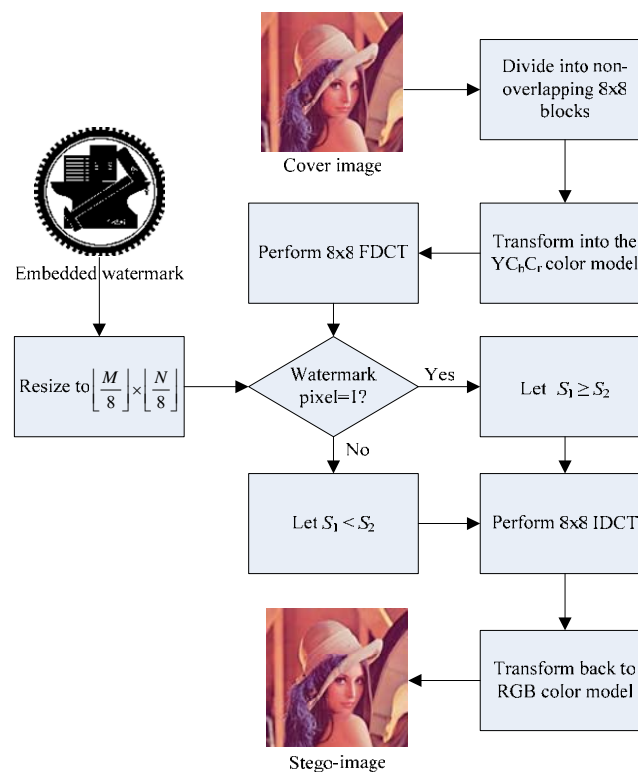 Divide into non-
overlapping 8x8
blocks
Cover image
Transform into the
YCbCr color model
Perform 8x8 FDCT
Embedded watermark
Resize to ⌊M/8⌋×⌊N/8⌋
Watermark
pixel=1?
Yes
Let S1 ≥ S2
No
Let S1 < S2
Perform 8x8 IDCT
Transform back to
RGB color model
Stego-image